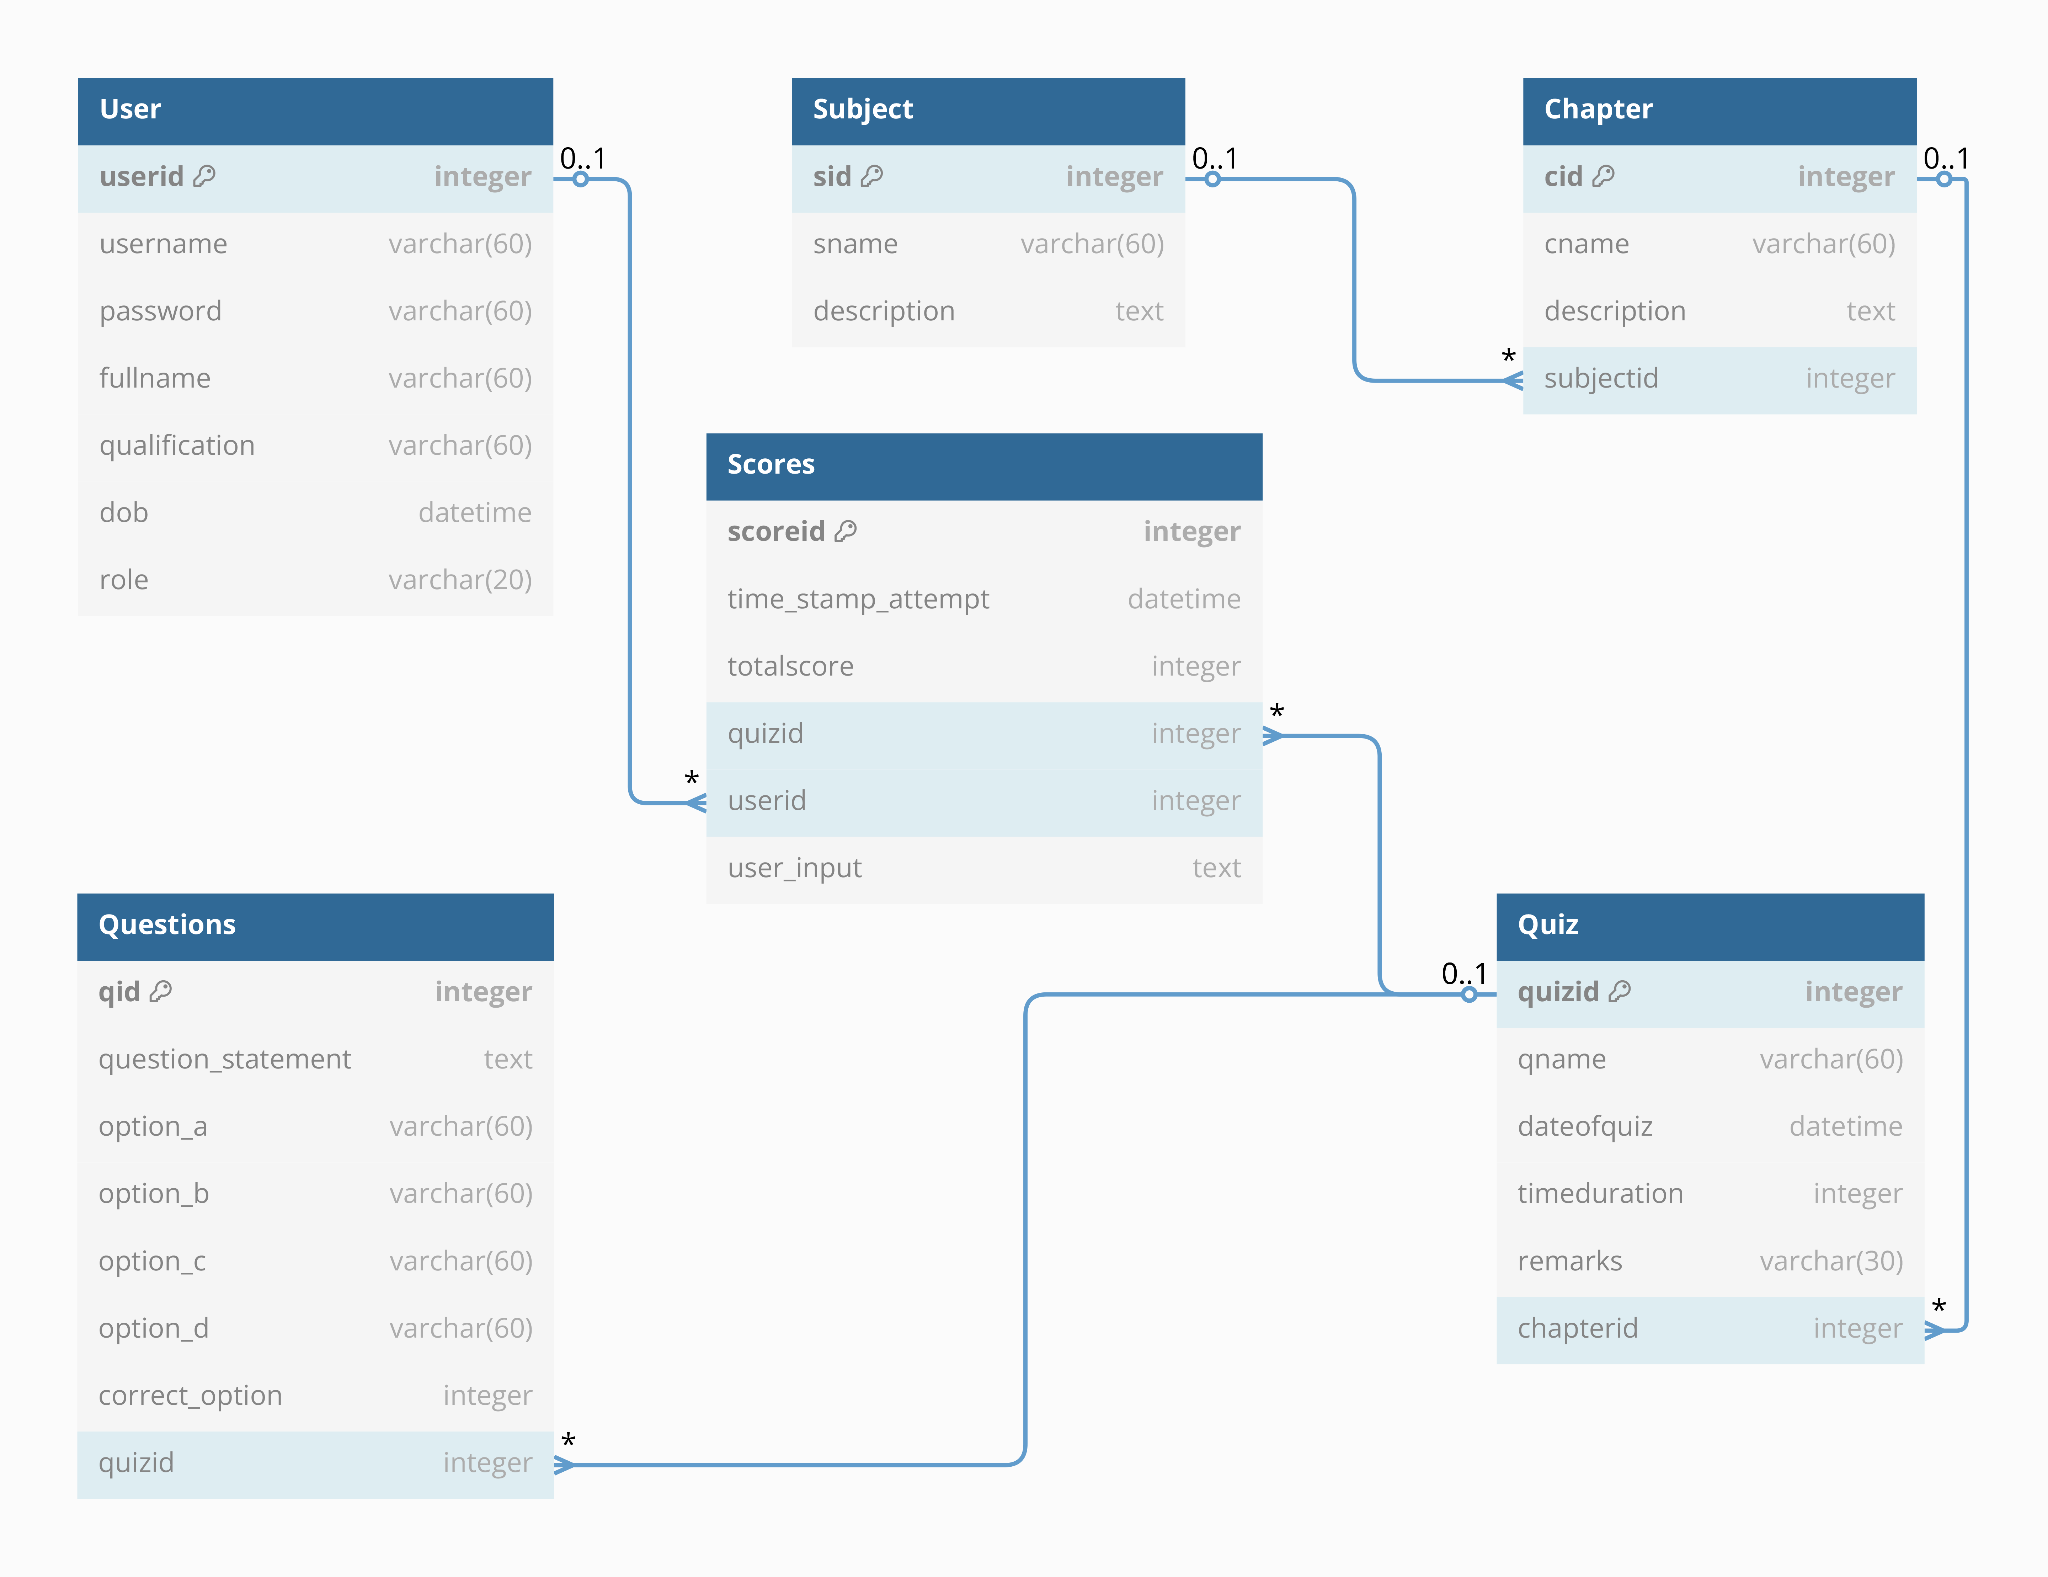 User
userid integer
username varchar(60)
password varchar(60)
fullname varchar(60)
qualification varchar(60)
dob datetime
role varchar(20)
0..1
Subject
sid integer
sname varchar(60)
description text
0..1
Chapter
cid integer
cname varchar(60)
description text
subjectid integer
0..1
*
Scores
scoreid integer
time_stamp_attempt datetime
totalscore integer
quizid integer
userid integer
user_input text
*
*
Questions
qid integer
question_statement text
option_a varchar(60)
option_b varchar(60)
option_c varchar(60)
option_d varchar(60)
correct_option integer
quizid integer
*
Quiz
quizid integer
qname varchar(60)
dateofquiz datetime
timeduration integer
remarks varchar(30)
chapterid integer
0..1
*